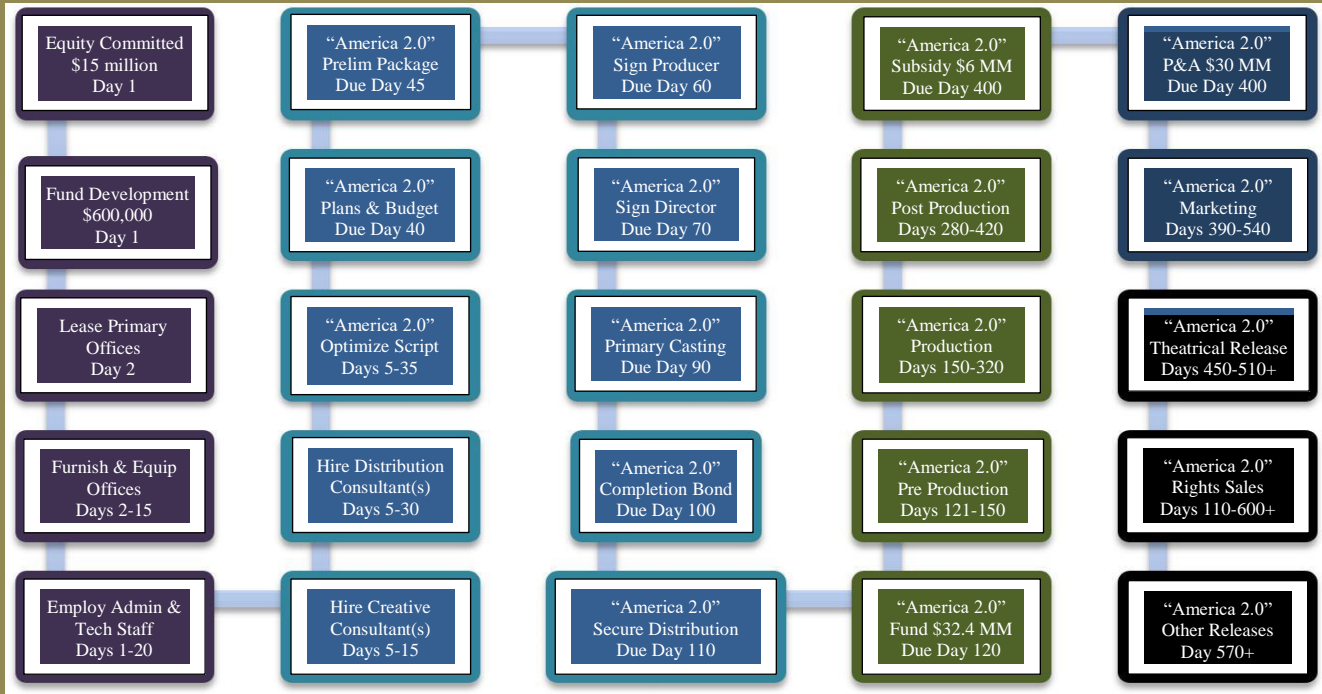 Equity Committed
$15 million
Day 1
Fund Development
$600,000
Day 1
Lease Primary
Offices
Day 2
Furnish & Equip
Offices
Days 2-15
Employ Admin &
Tech Staff
Days 1-20
Hire Creative
Consultant(s)
Days 5-15
Hire Distribution
Consultant(s)
Days 5-30
“America 2.0”
Optimize Script
Days 5-35
“America 2.0”
Plans & Budget
Due Day 40
“America 2.0”
Prelim Package
Due Day 45
“America 2.0”
Sign Producer
Due Day 60
“America 2.0”
Sign Director
Due Day 70
“America 2.0”
Primary Casting
Due Day 90
“America 2.0”
Completion Bond
Due Day 100
“America 2.0”
Secure Distribution
Due Day 110
“America 2.0”
Fund $32.4 MM
Due Day 120
“America 2.0”
Pre Production
Days 121-150
“America 2.0”
Production
Days 150-320
“America 2.0”
Post Production
Days 280-420
“America 2.0”
Subsidy $6 MM
Due Day 400
“America 2.0”
P&A $30 MM
Due Day 400
“America 2.0”
Marketing
Days 390-540
“America 2.0”
Theatrical Release
Days 450-510+
“America 2.0”
Rights Sales
Days 110-600+
“America 2.0”
Other Releases
Day 570+